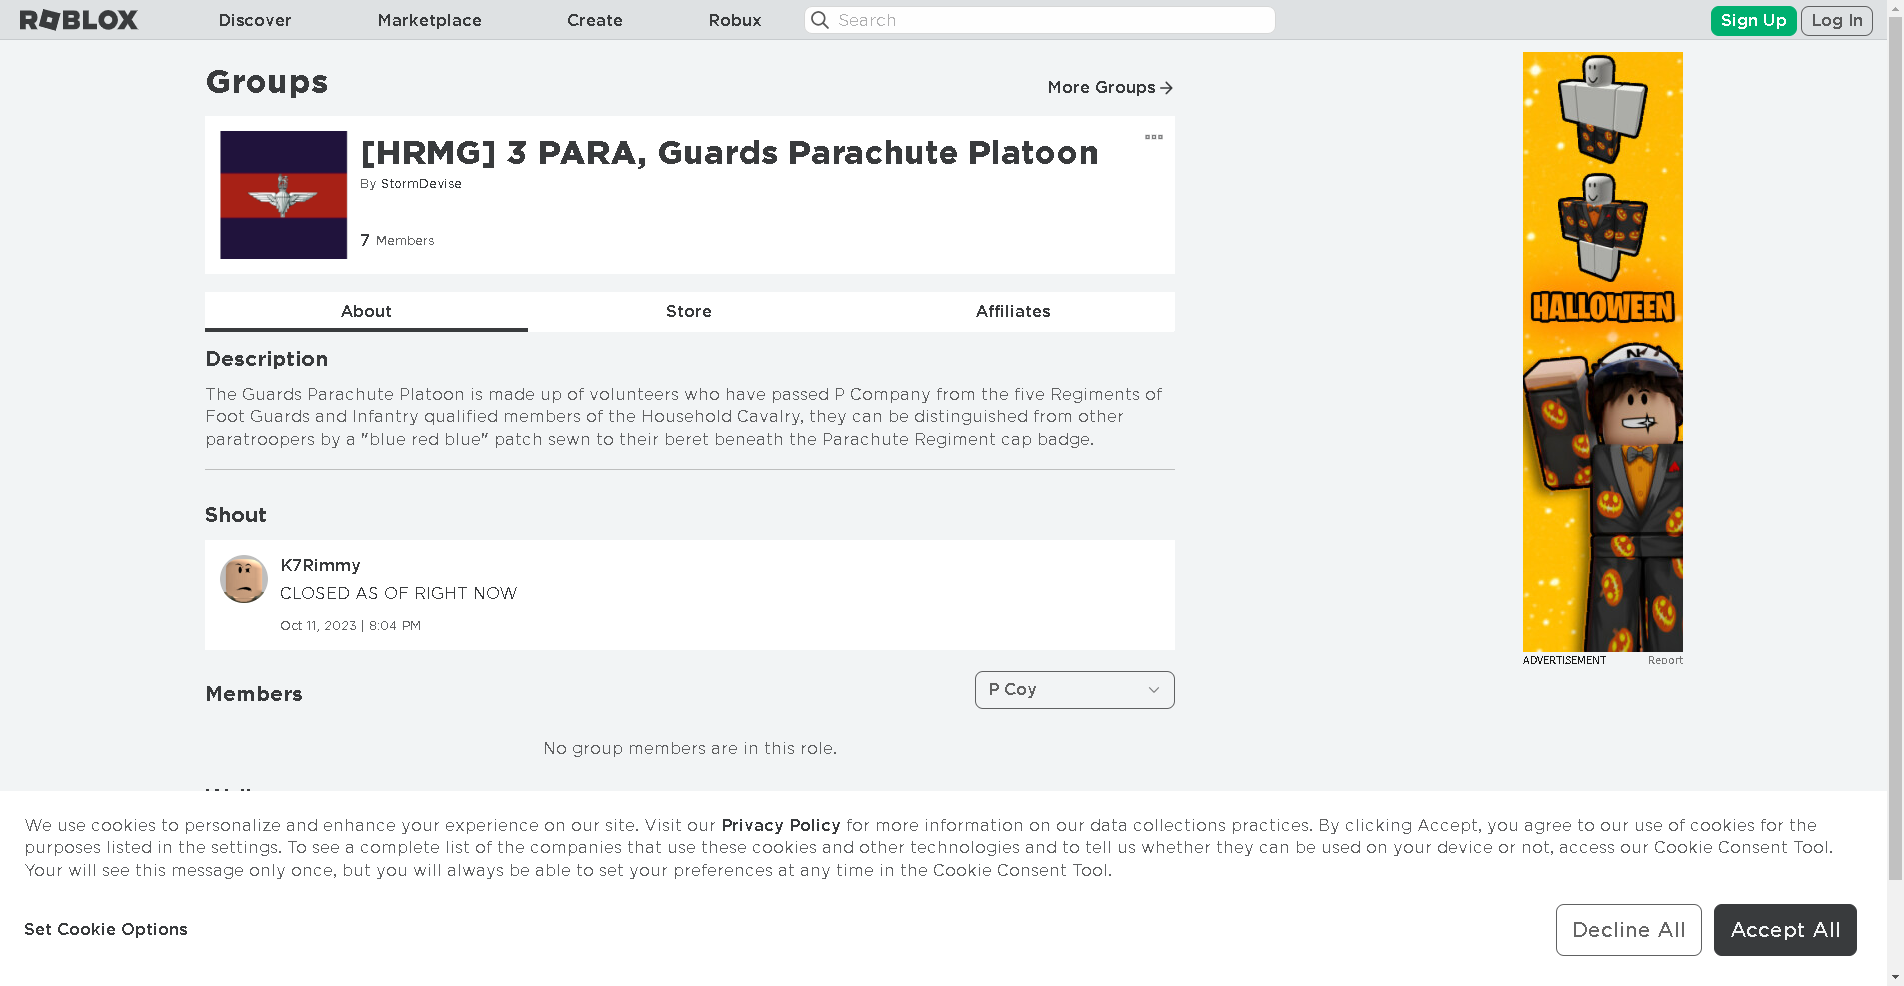 ROBLOX
Discover
Marketplace
Create
Robux
Search
Sign Up
Log In
Groups
More Groups
[HRMG] 3 PARA, Guards Parachute Platoon
By StormDevise
7 Members
About
Store
Affiliates
Description
The Guards Parachute Platoon is made up of volunteers who have passed P Company from the five Regiments of
Foot Guards and Infantry qualified members of the Household Cavalry, they can be distinguished from other
paratroopers by a "blue red blue" patch sewn to their beret beneath the Parachute Regiment cap badge.
Shout
K7Rimmy
CLOSED AS OF RIGHT NOW
Oct 11, 2023 | 8:04 PM
Members
P Coy
No group members are in this role.
HALLOWEEN
ADVERTISEMENT
Report
We use cookies to personalize and enhance your experience on our site. Visit our Privacy Policy for more information on our data collections practices. By clicking Accept, you agree to our use of cookies for the
purposes listed in the settings. To see a complete list of the companies that use these cookies and other technologies and to tell us whether they can be used on your device or not, access our Cookie Consent Tool.
Your will see this message only once, but you will always be able to set your preferences at any time in the Cookie Consent Tool.
Set Cookie Options
Decline All
Accept All